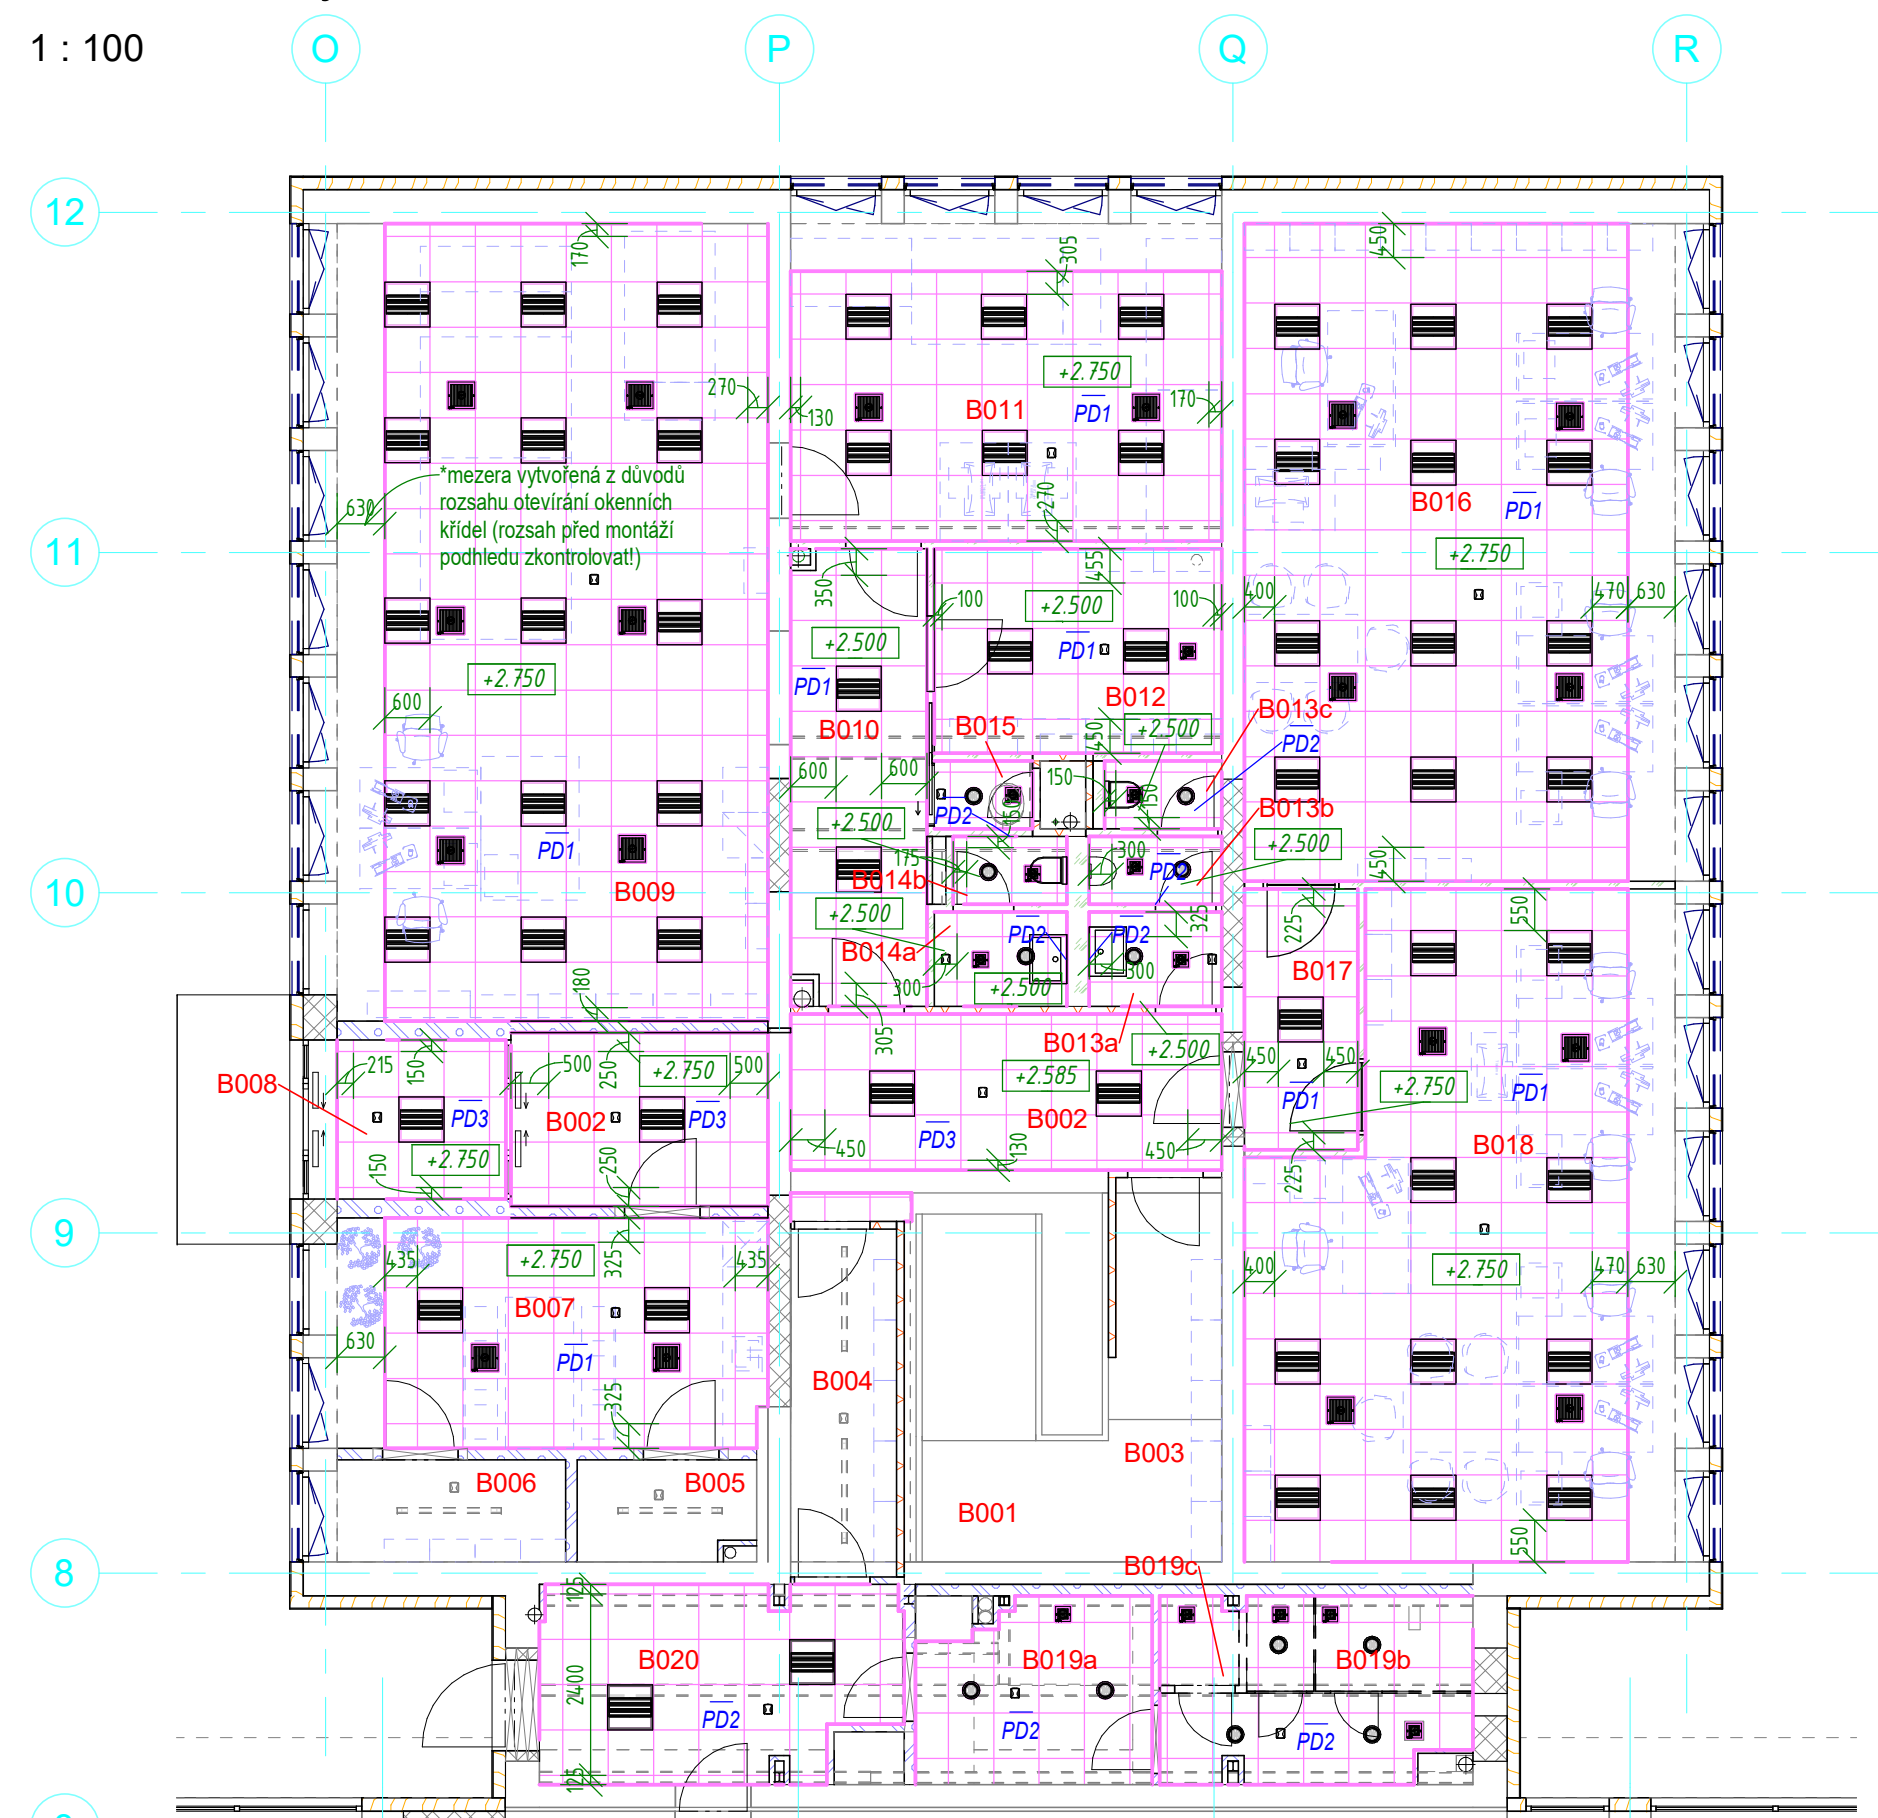 1 : 100
O
P
Q
R
12
170
305
450
+2.750
270
130
B011
PD1
170
*mezera vytvořená z důvodů
rozsahu otevírání okenních
křídel (rozsah před montáží
podhledu zkontrolovat!)
630
270
B016
PD1
11
+2.750
350
455
100
+2.500
100
400
470
630
+2.500
PD1
+2.750
PD1
B012
600
B010
B015
450
+2.500
B013c
PD2
600
600
150
150
PD2
150
B013b
+2.500
+2.500
PD1
175
300
PD2
450
10
B009
B014b
+2.500
325
225
550
PD2
PD2
B014a
B017
300
+2.500
300
180
305
B013a
+2.500
B008
215
150
500
250
+2.750
500
+2.585
450
450
+2.750
PD3
B002
PD3
PD3
B002
PD1
PD1
+2.750
150
250
450
130
450
225
B018
9
435
+2.750
325
435
400
+2.750
470
630
B007
630
PD1
B004
325
B003
B006
B005
B001
8
B019c
125
B020
B019a
B019b
2400
PD2
PD2
PD2
125